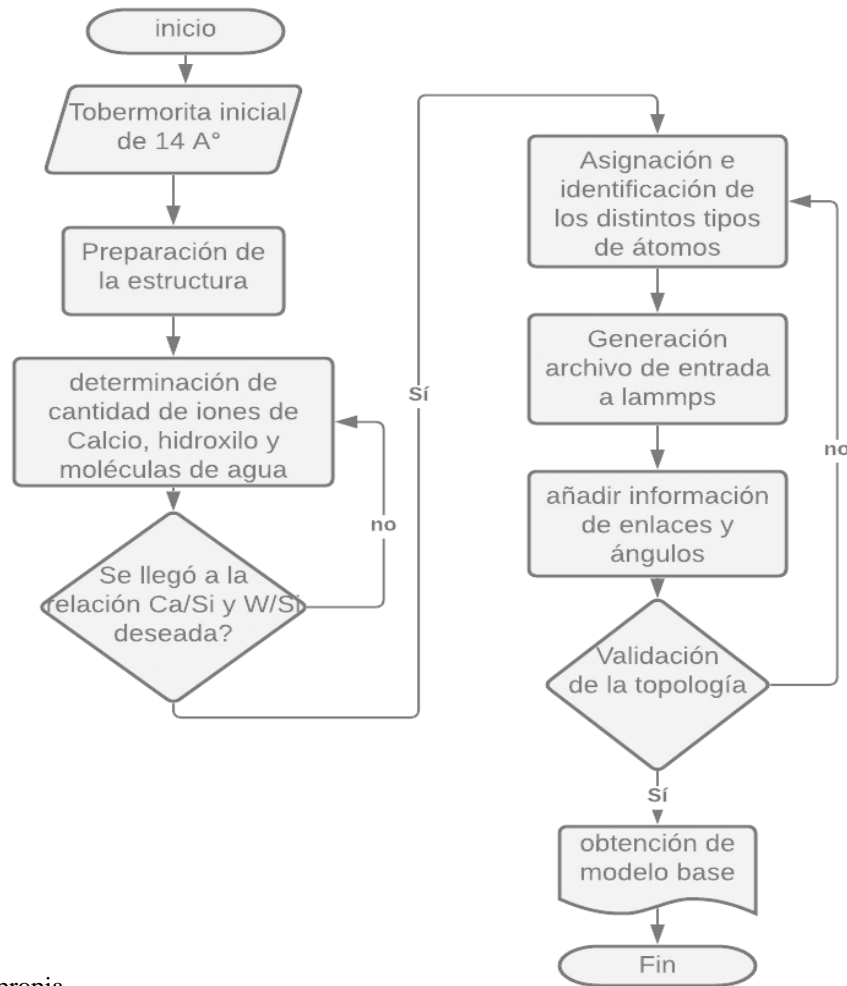 inicio
Tobermorita inicial
de 14 A°
Preparación de
la estructura
determinación de
cantidad de iones de
Calcio, hidroxilo y
moléculas de agua
no
Se llegó a la
relación Ca/Si y W/Si
deseada?
Sí
Asignación e
identificación de
los distintos tipos
de átomos
Generación
archivo de entrada
a lammps
no
añadir información
de enlaces y
ángulos
Validación
de la topología
Sí
obtención de
modelo base
Fin